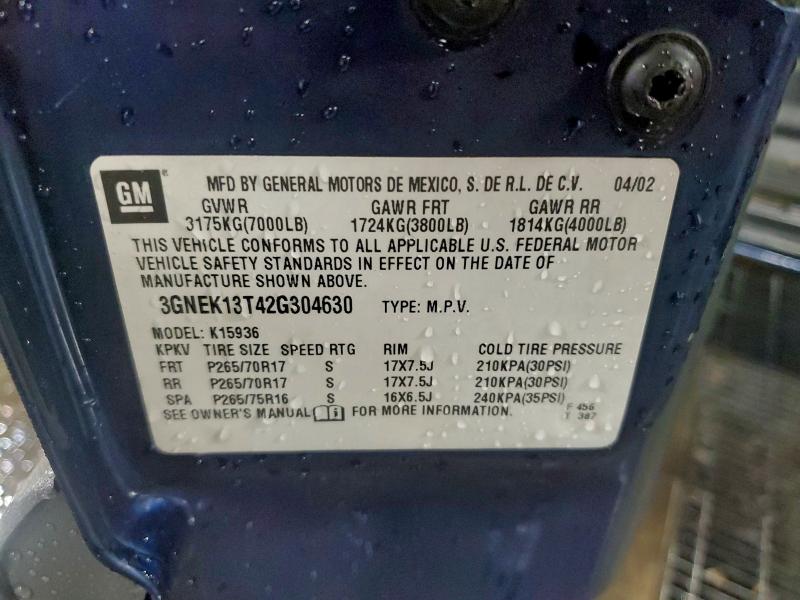 GM ® MFD BY GENERAL MOTORS DE MEXICO, S. DE R.L. DE C.V. 04/02
GVWR GAWR FRT GAWR RR
3175KG(7000LB) 1724KG(3800LB) 1814KG(4000LB)
THIS VEHICLE CONFORMS TO ALL APPLICABLE U.S. FEDERAL MOTOR
VEHICLE SAFETY STANDARDS IN EFFECT ON THE DATE OF
MANUFACTURE SHOWN ABOVE.
3GNEK13T42G304630 TYPE: M.P.V.
MODEL: K15936
KPKV TIRE SIZE SPEED RTG RIM COLD TIRE PRESSURE
FRT P265/70R17 S 17X7.5J 210KPA(30PSI)
RR P265/70R17 S 17X7.5J 210KPA(30PSI)
SPA P265/75R16 S 16X6.5J 240KPA(35PSI)
SEE OWNER'S MANUAL FOR MORE INFORMATION. F 456
T 387